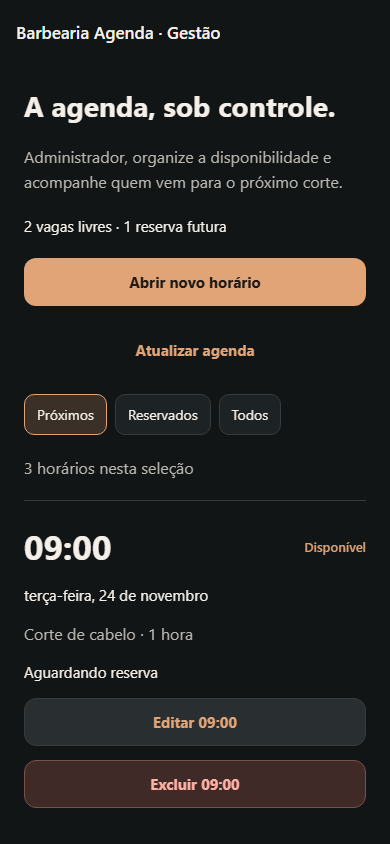 Barbearia Agenda · Gestão
A agenda, sob controle.
Administrador, organize a disponibilidade e
acompanhe quem vem para o próximo corte.
2 vagas livres · 1 reserva futura
Abrir novo horário
Atualizar agenda
Próximos Reservados Todos
3 horários nesta seleção
09:00 Disponível
terça-feira, 24 de novembro
Corte de cabelo · 1 hora
Aguardando reserva
Editar 09:00
Excluir 09:00